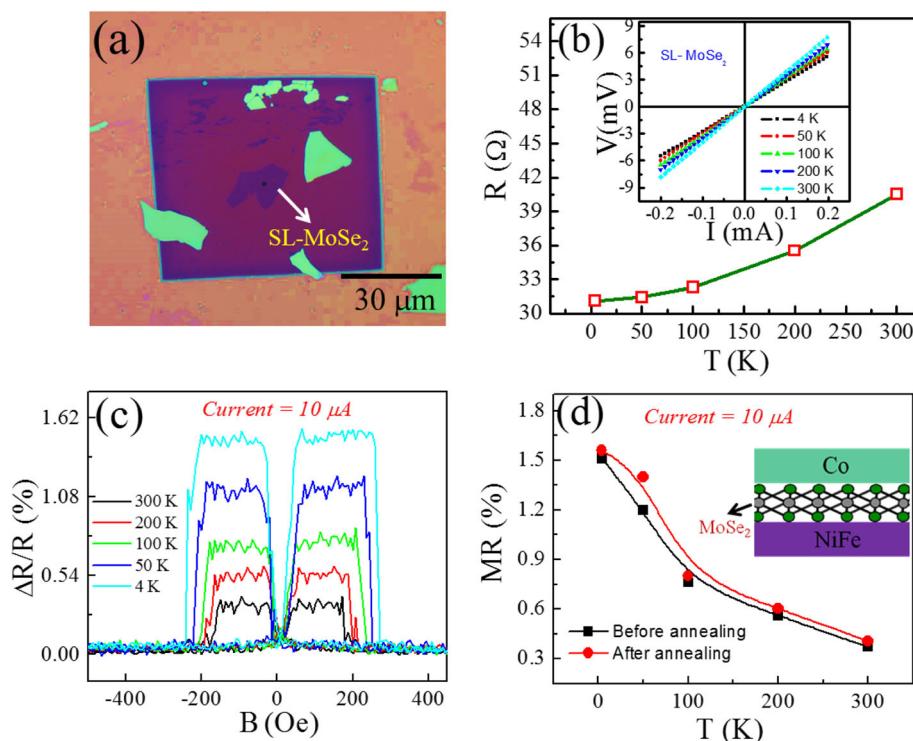 (a)
SL-MoSe₂
30 μm
(b)
R (Ω)
54
51
48
45
42
39
36
33
30
0 50 100 150 200 250 300
T (K)
SL- MoSe₂
V(mV)
9
6
3
0
-3
-6
-9
-0.2 -0.1 0.0 0.1 0.2
I (mA)
4 K
50 K
100 K
200 K
300 K
(c)
Current = 10 μA
ΔR/R (%)
1.62
1.08
0.54
0.00
300 K
200 K
100 K
50 K
4 K
-400 -200 0 200 400
B (Oe)
(d)
Current = 10 μA
MR (%)
1.8
1.5
1.2
0.9
0.6
0.3
Co
MoSe₂
NiFe
Before annealing
After annealing
0 100 200 300
T (K)